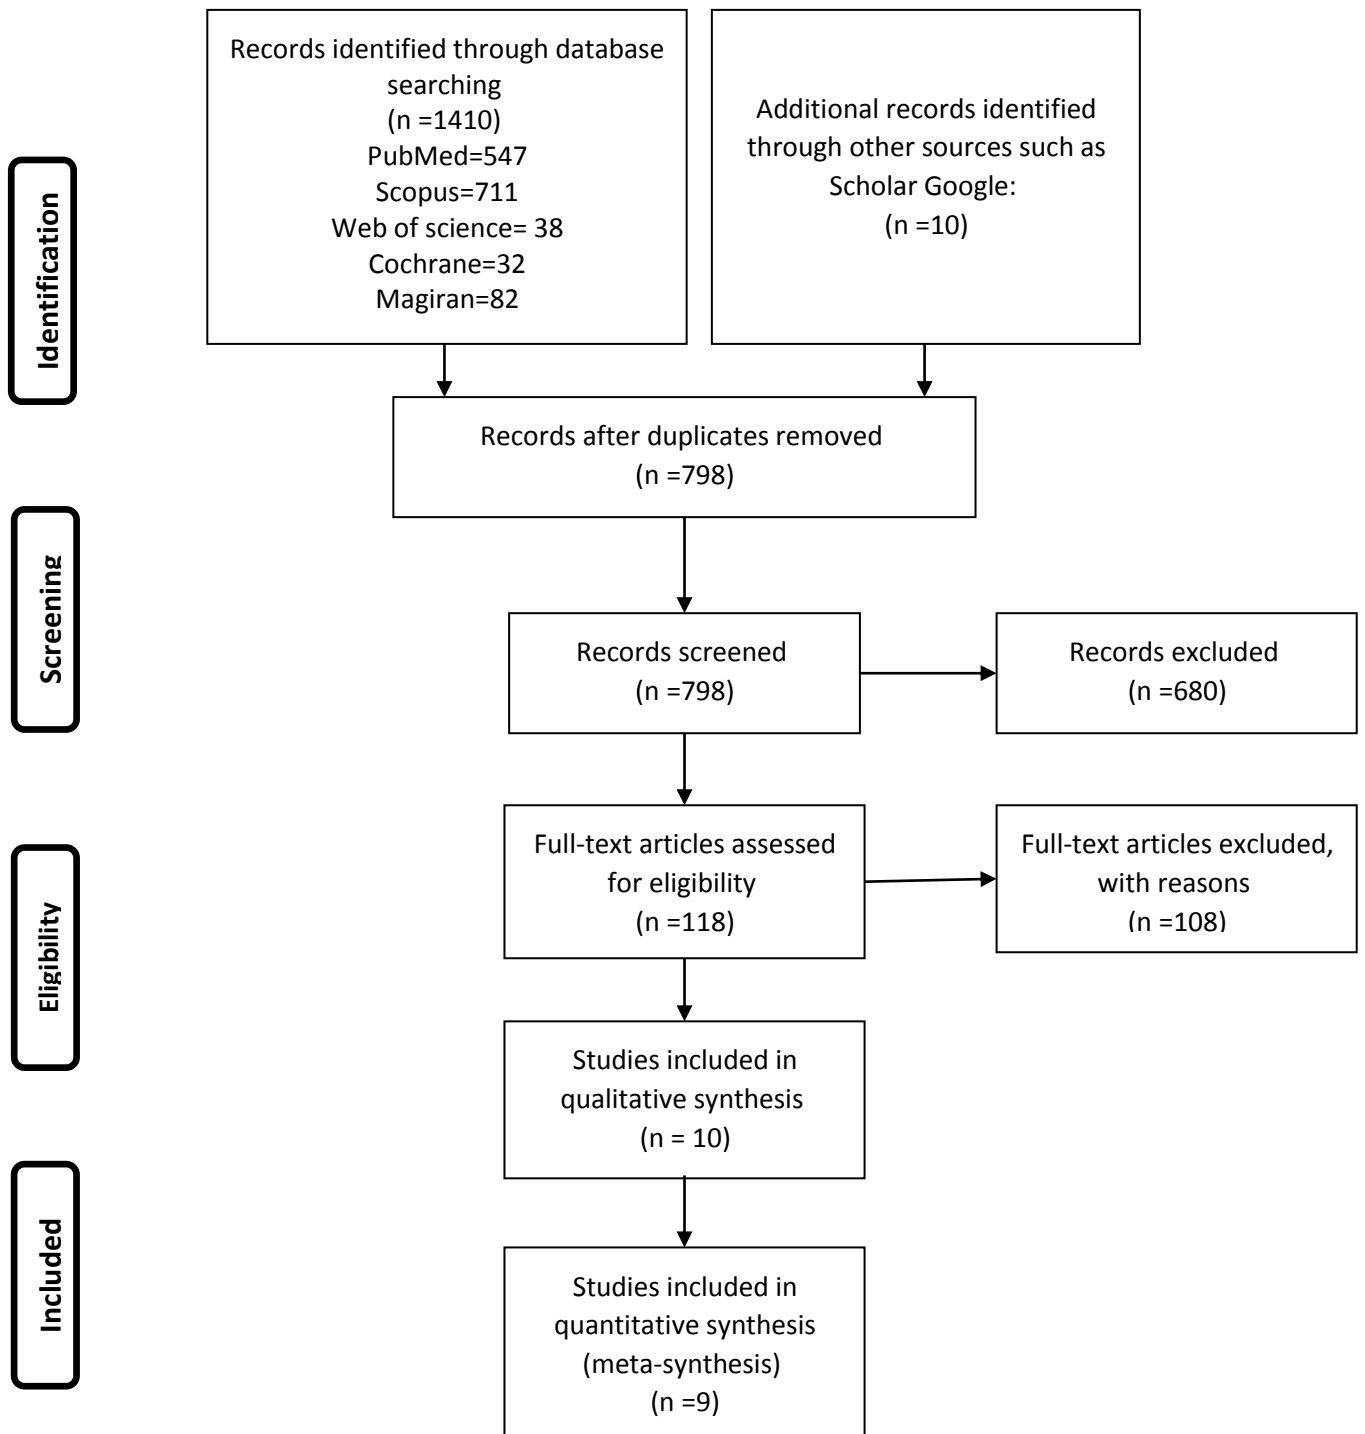 Records identified through database
searching
(n =1410)
PubMed=547
Scopus=711
Web of science= 38
Cochrane=32
Magiran=82
Additional records identified
through other sources such as
Scholar Google:
(n =10)
Identification
Records after duplicates removed
(n =798)
Screening
Records screened
(n =798)
Records excluded
(n =680)
Eligibility
Full-text articles assessed
for eligibility
(n =118)
Full-text articles excluded,
with reasons
(n =108)
Studies included in
qualitative synthesis
(n = 10)
Included
Studies included in
quantitative synthesis
(meta-synthesis)
(n =9)